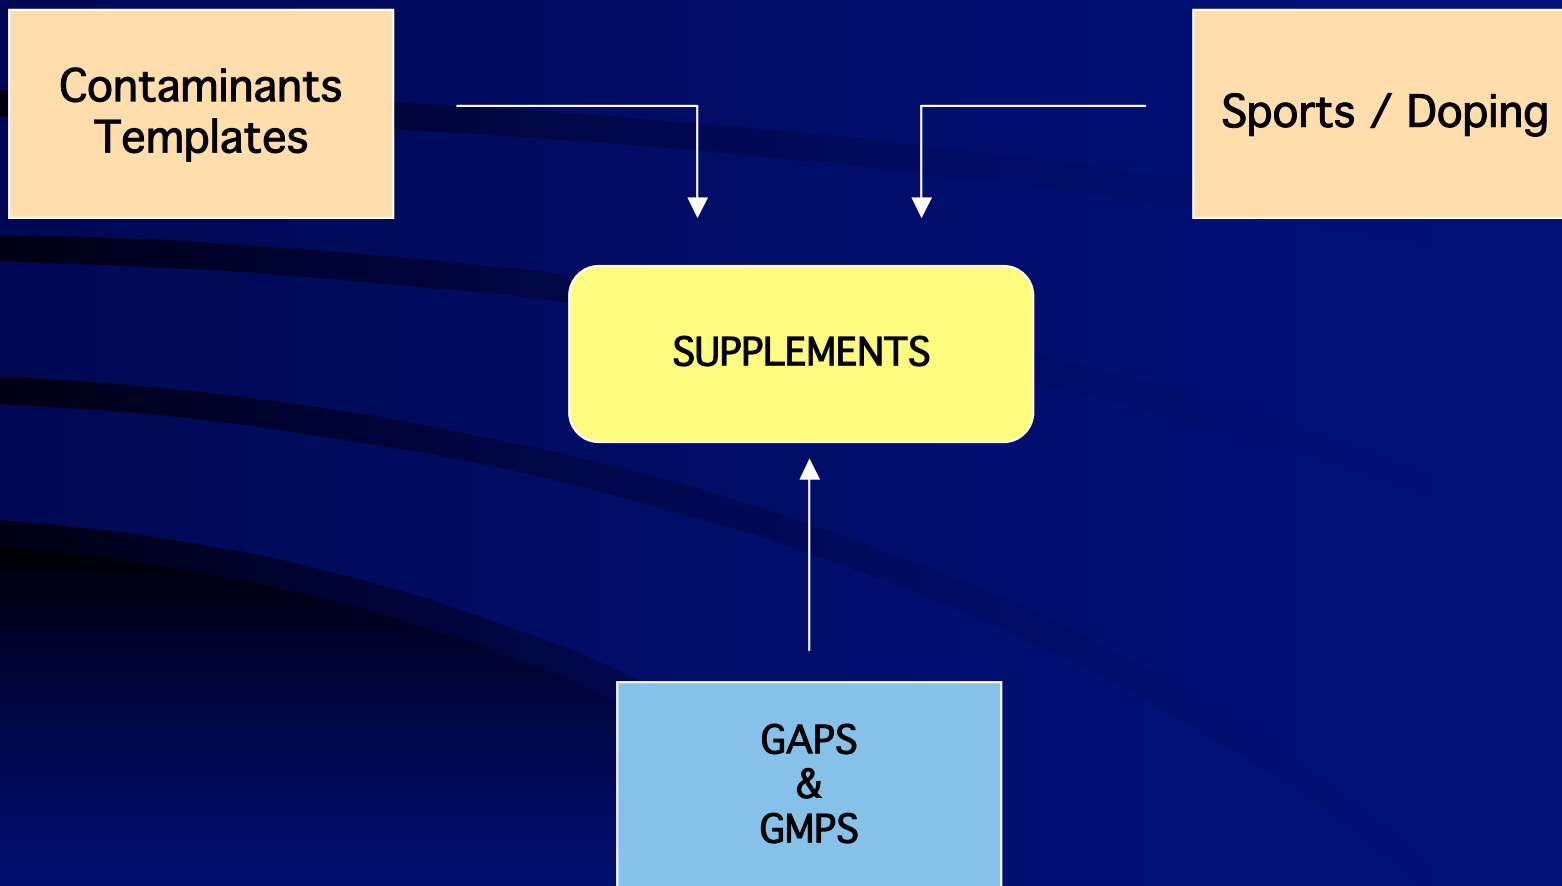 Contaminants
Templates
Sports / Doping
SUPPLEMENTS
GAPS
&
GMPS